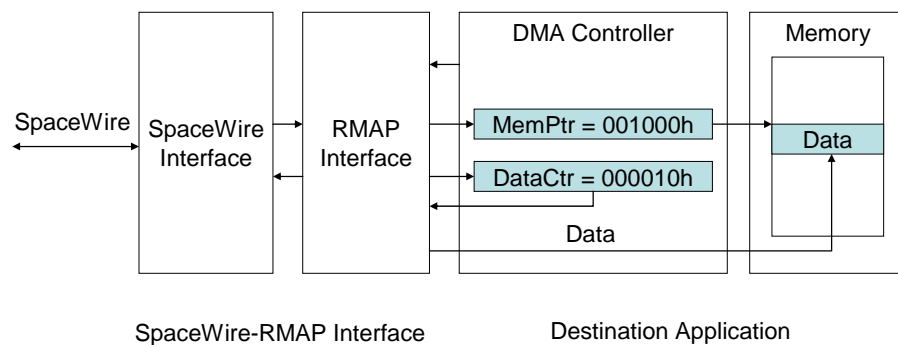 DMA Controller
Memory
SpaceWire
SpaceWire
Interface
RMAP
Interface
MemPtr = 001000h
Data
DataCtr = 000010h
Data
SpaceWire-RMAP Interface
Destination Application